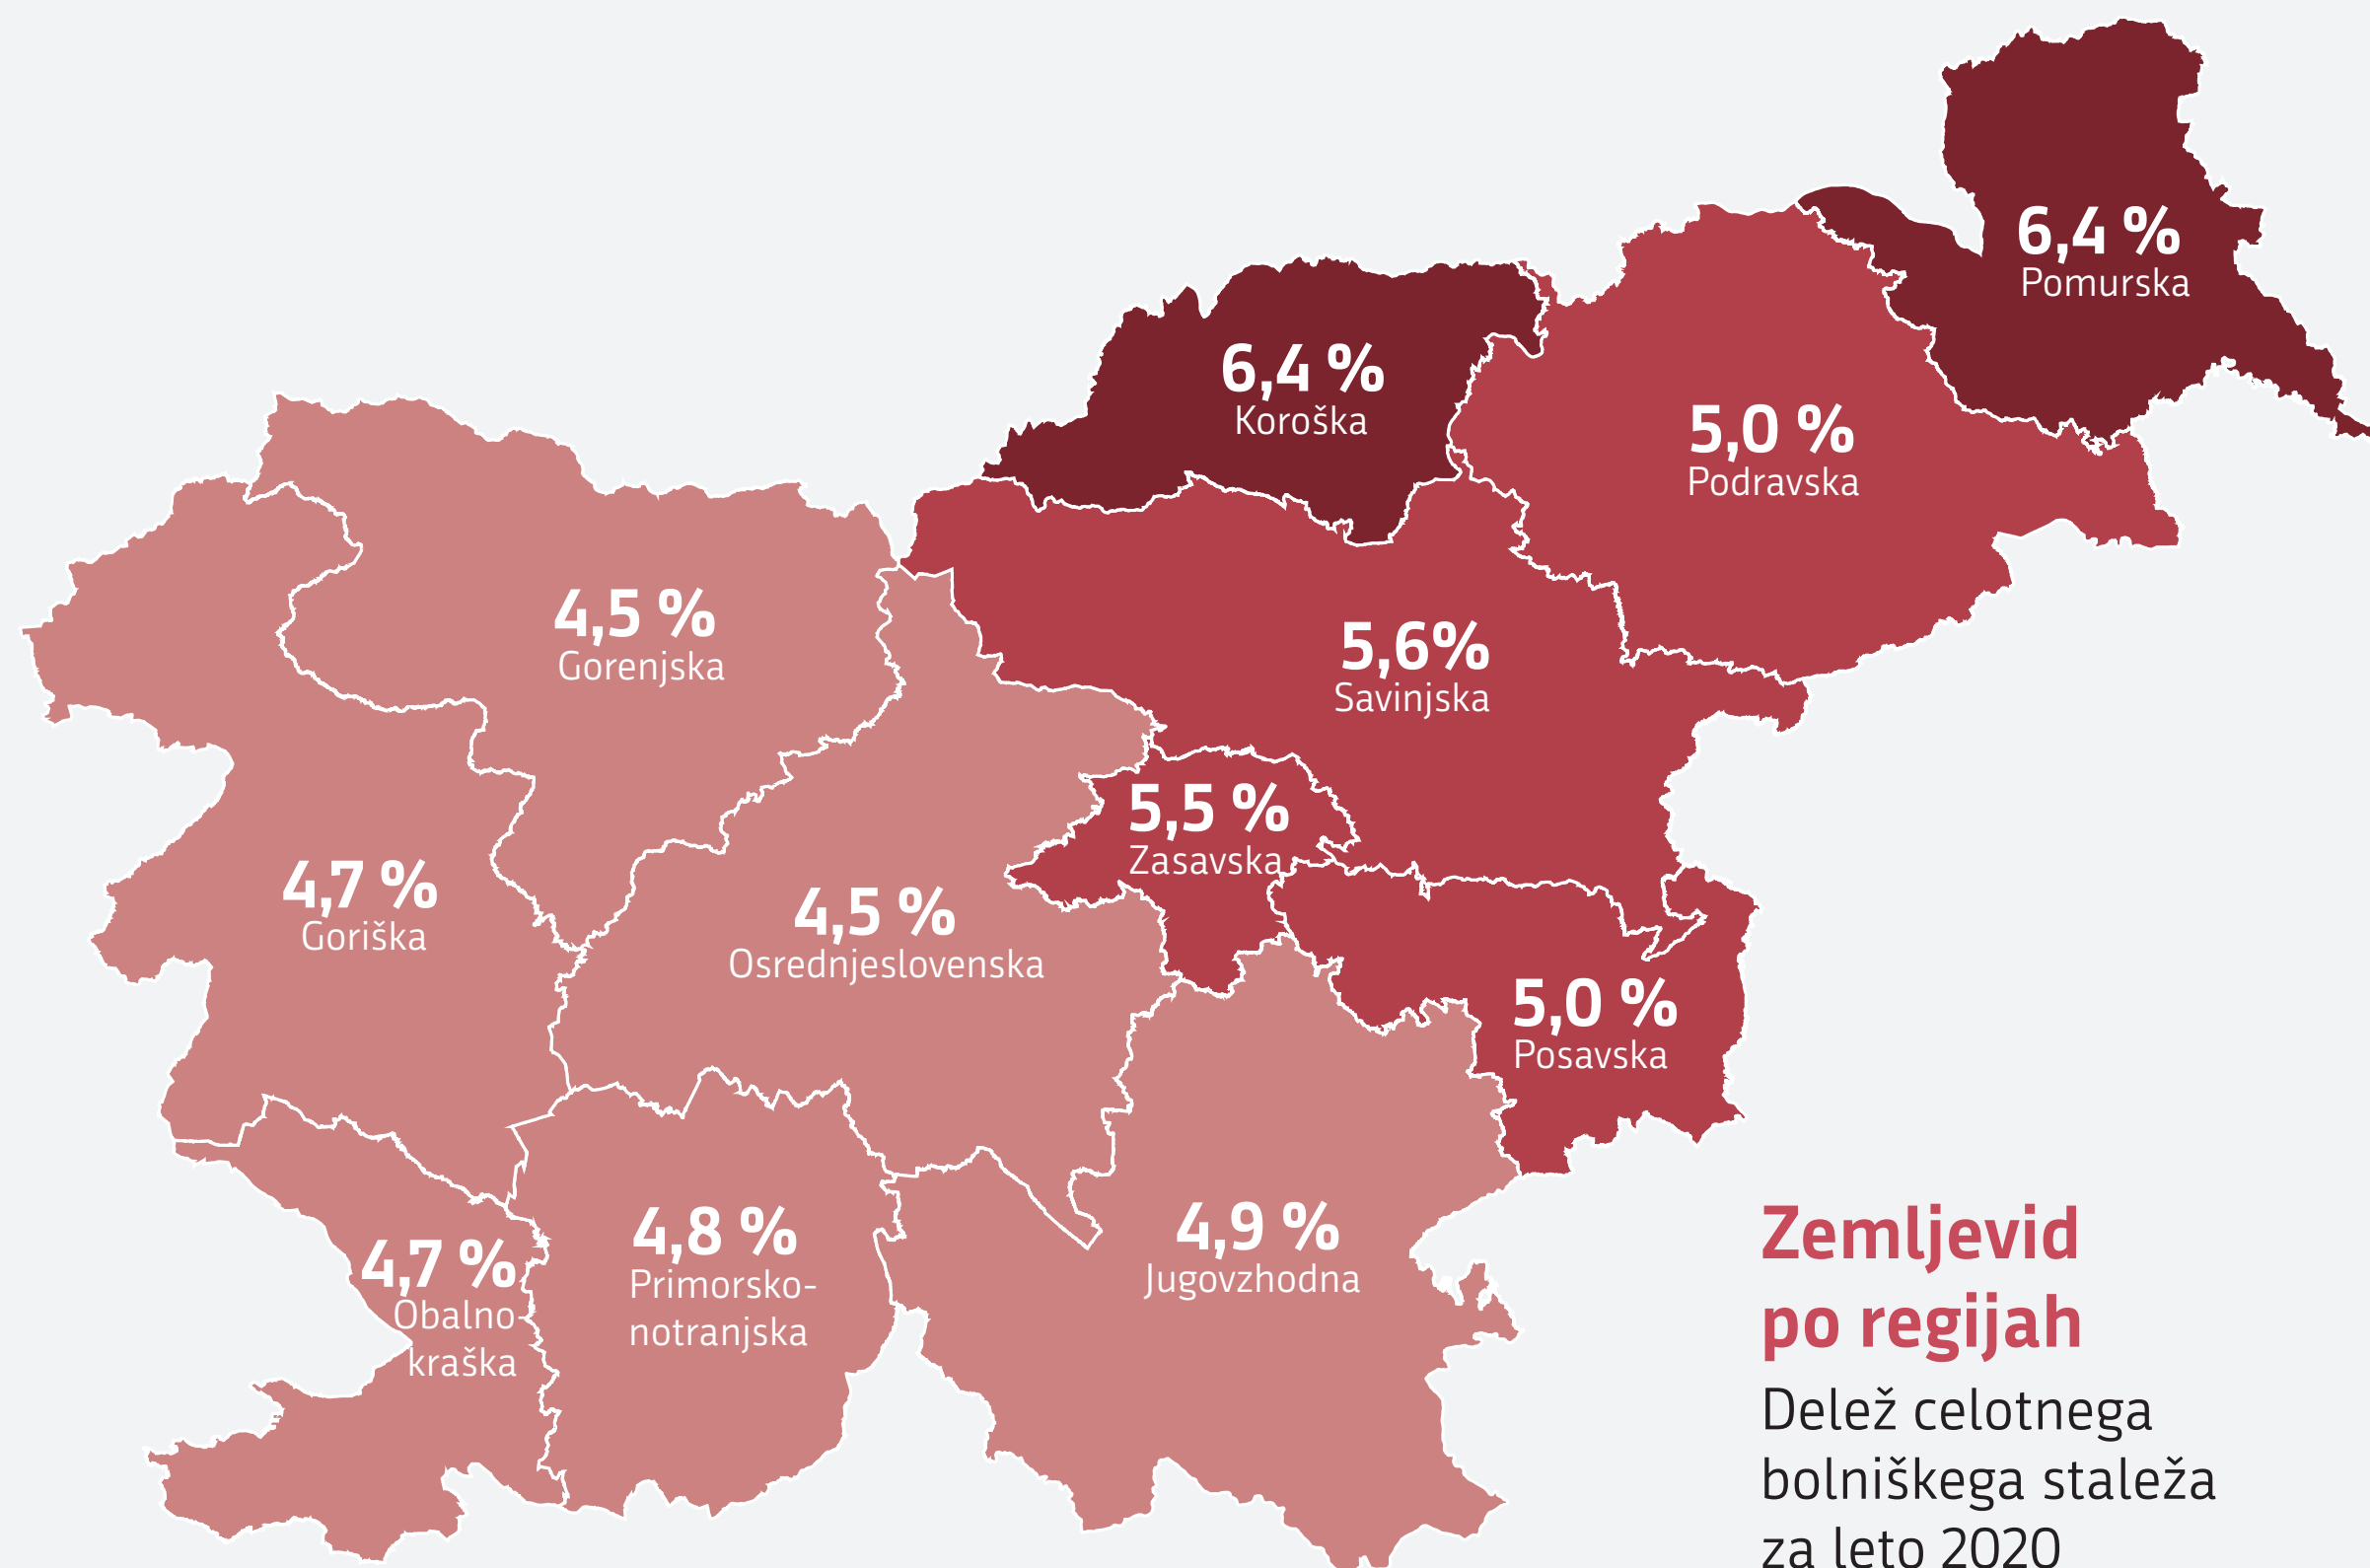 6,4 %
Pomurska
6,4 %
Koroška
5,0 %
Podravska
4,5 %
Gorenjska
5,6%
Savinjska
5,5 %
Zasavska
4,7 %
Goriška
4,5 %
Osrednjeslovenska
5,0 %
Posavska
4,7 %
Obalno-
kraška
4,8 %
Primorsko-
notranjska
4,9 %
Jugovzhodna
Zemljevid
po regijah
Delež celotnega
bolniškega staleža
za leto 2020